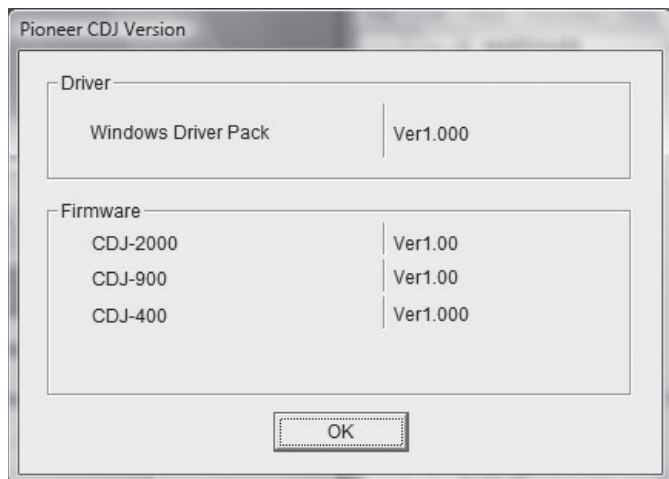 Pioneer CDJ Version
Driver
Windows Driver Pack Ver1.000
Firmware
CDJ-2000 Ver1.00
CDJ-900 Ver1.00
CDJ-400 Ver1.000
OK